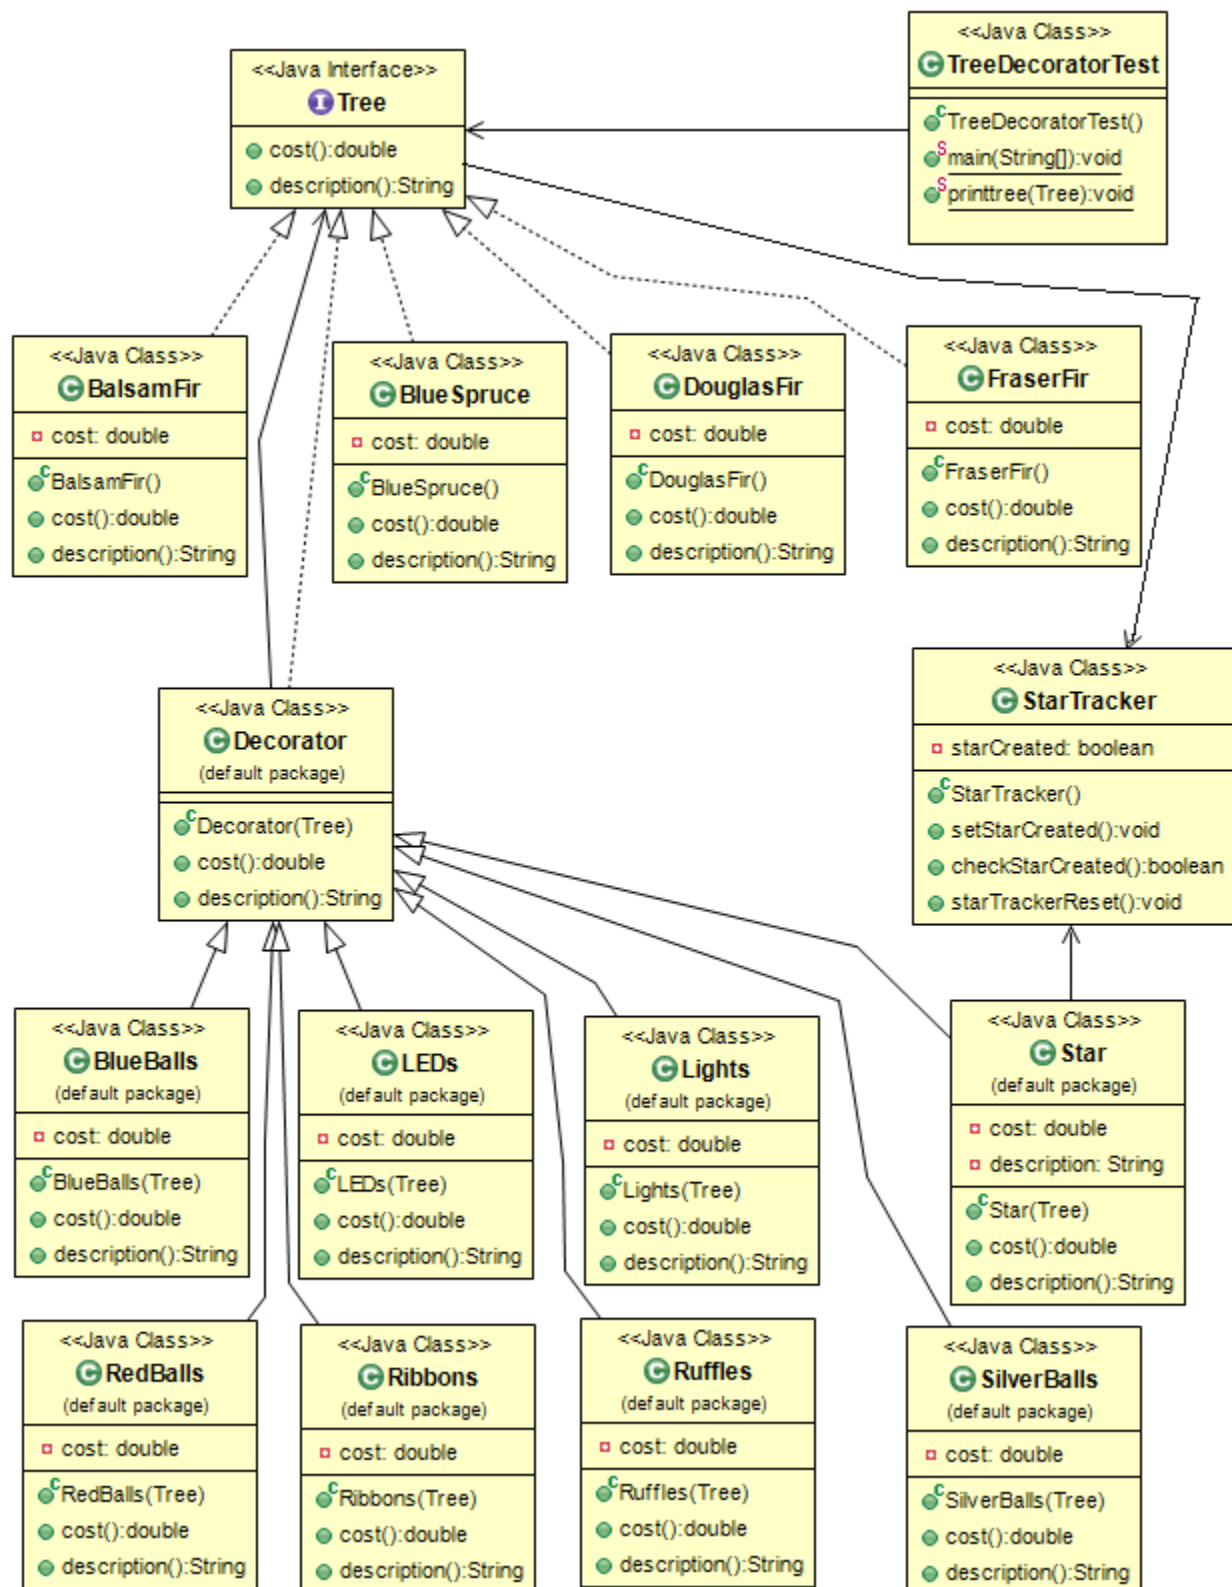 <<Java Interface>>
Tree
cost():double
description():String
<<Java Class>>
TreeDecoratorTest
TreeDecoratorTest()
main(String[]):void
printtree(Tree):void
<<Java Class>>
BalsamFir
cost: double
BalsamFir()
cost():double
description():String
<<Java Class>>
BlueSpruce
cost: double
BlueSpruce()
cost():double
description():String
<<Java Class>>
DouglasFir
cost: double
DouglasFir()
cost():double
description():String
<<Java Class>>
FraserFir
cost: double
FraserFir()
cost():double
description():String
<<Java Class>>
Decorator
(default package)
Decorator(Tree)
cost():double
description():String
<<Java Class>>
StarTracker
starCreated: boolean
StarTracker()
setStarCreated():void
checkStarCreated():boolean
starTrackerReset():void
<<Java Class>>
BlueBalls
(default package)
cost: double
BlueBalls(Tree)
cost():double
description():String
<<Java Class>>
LEDs
(default package)
cost: double
LEDs(Tree)
cost():double
description():String
<<Java Class>>
Lights
(default package)
cost: double
Lights(Tree)
cost():double
description():String
<<Java Class>>
Star
(default package)
cost: double
description: String
Star(Tree)
cost():double
description():String
<<Java Class>>
RedBalls
(default package)
cost: double
RedBalls(Tree)
cost():double
description():String
<<Java Class>>
Ribbons
(default package)
cost: double
Ribbons(Tree)
cost():double
description():String
<<Java Class>>
Ruffles
(default package)
cost: double
Ruffles(Tree)
cost():double
description():String
<<Java Class>>
SilverBalls
(default package)
cost: double
SilverBalls(Tree)
cost():double
description():String